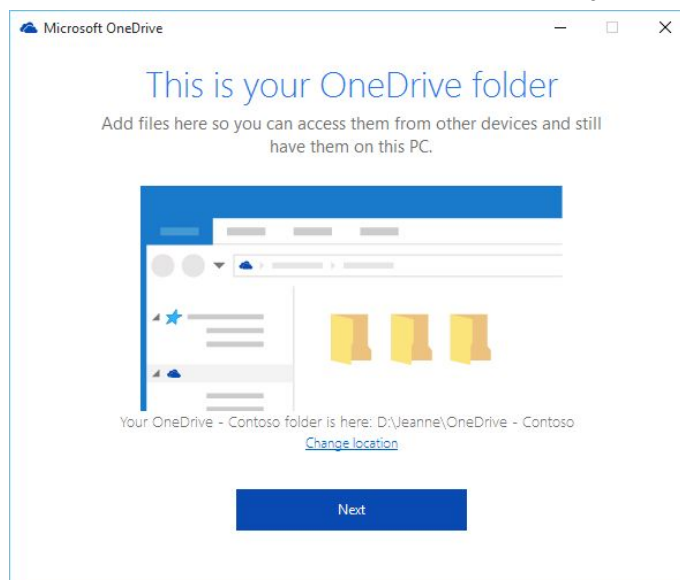 Microsoft OneDrive
This is your OneDrive folder
Add files here so you can access them from other devices and still
have them on this PC.
Your OneDrive - Contoso folder is here: D:\Jeanne\OneDrive - Contoso
Change location
Next